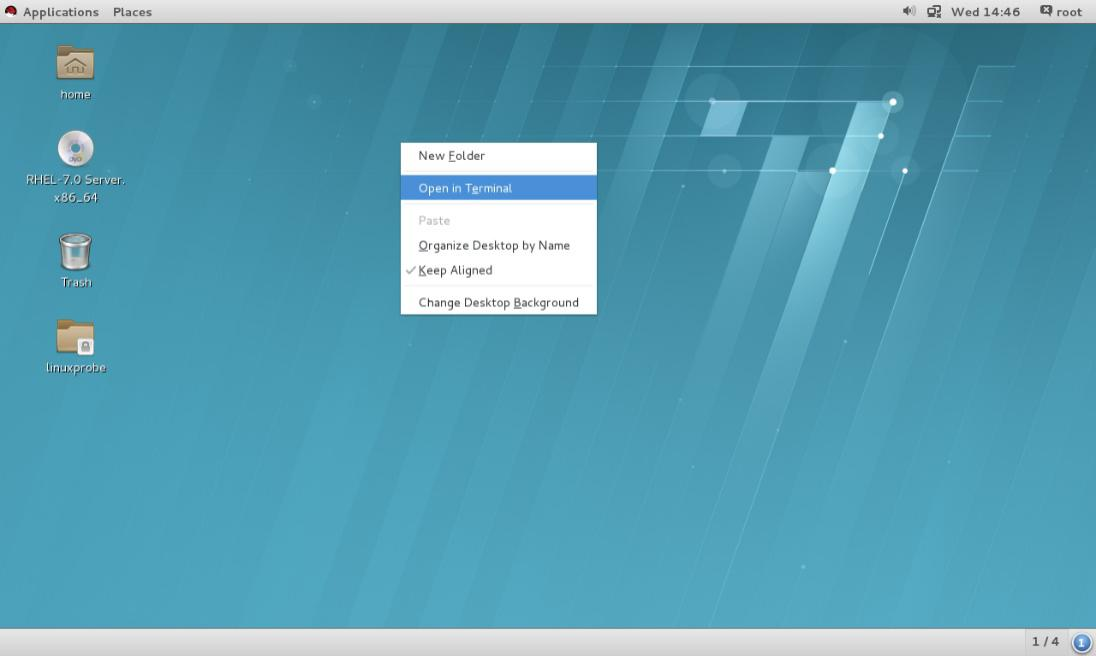 Applications Places Wed 14:46 root
home
RHEL-7.0 Server.
x86_64
Trash
linuxprobe
New Folder
Open in Terminal
Paste
Organize Desktop by Name
Keep Aligned
Change Desktop Background
1 / 4 1